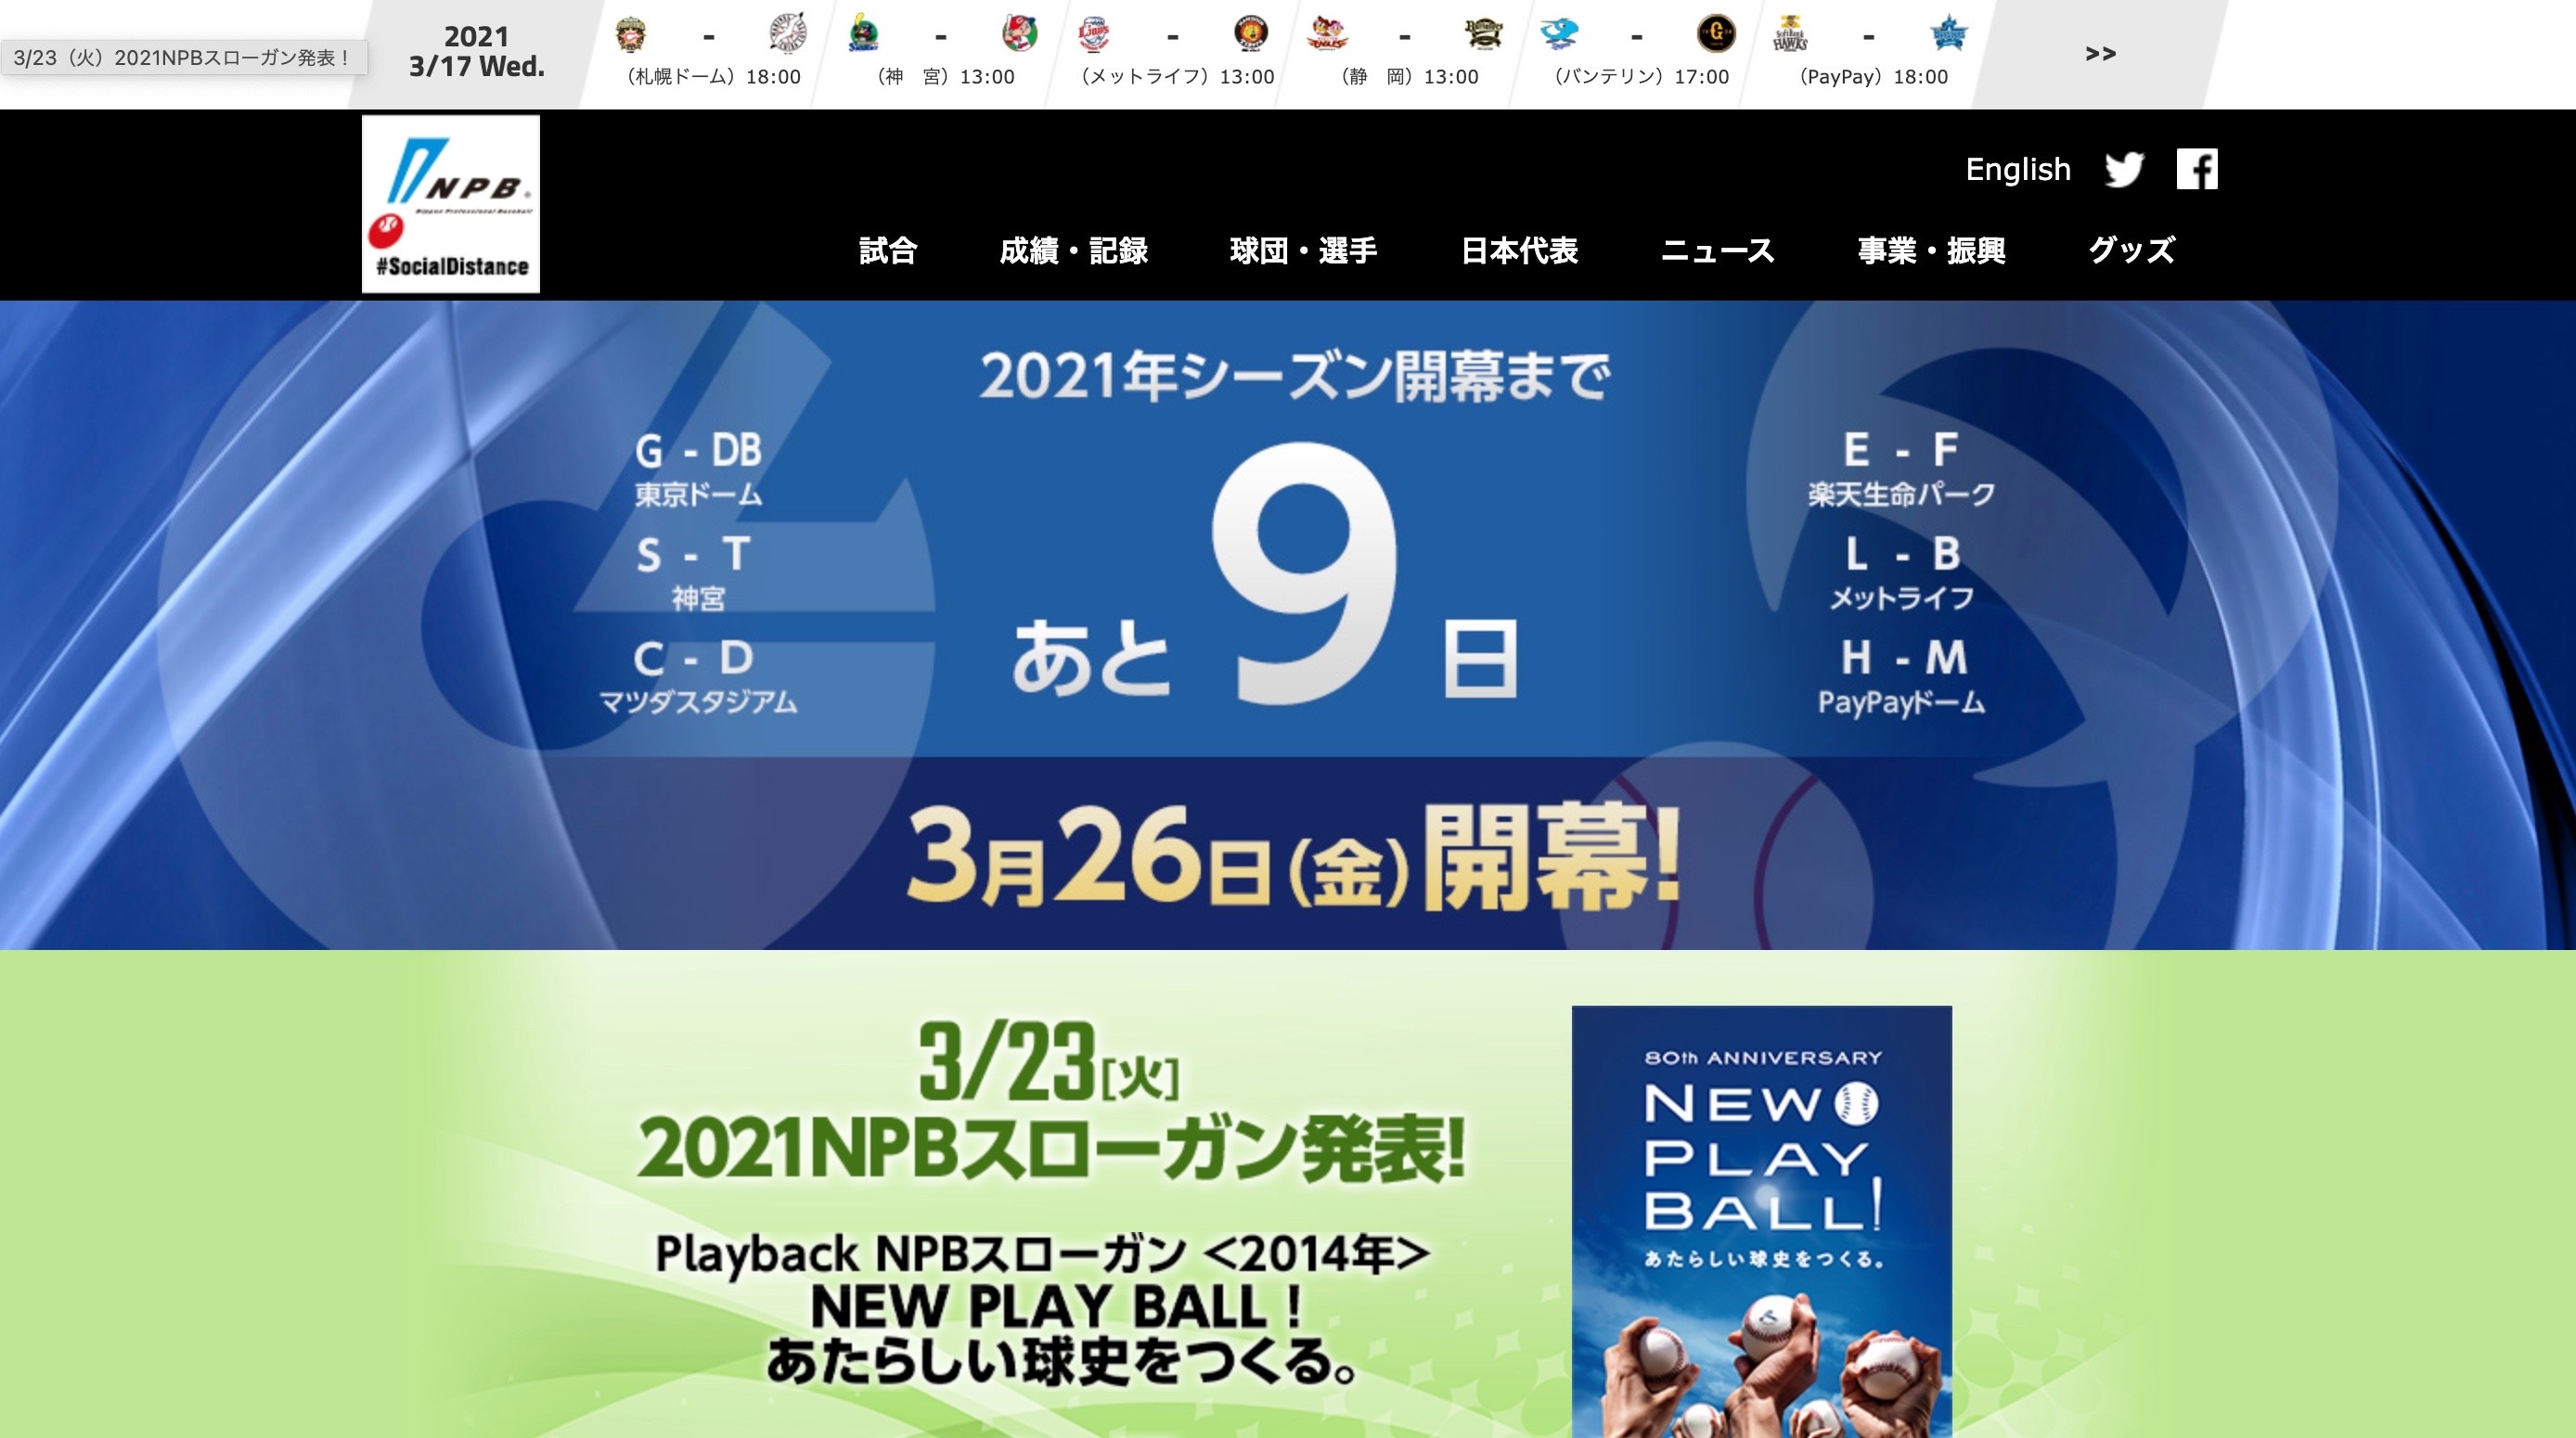 3/23（火）2021NPBスローガン発表！
2021
3/17 Wed.
-
（札幌ドーム）18:00
-
（神　宮）13:00
Lions
-
（メットライフ）13:00
EAGLES
-
Buffaloes
（静　岡）13:00
-
G
（バンテリン）17:00
SoftBank
HAWKS
-
（PayPay）18:00
>>
NPB.
Nippon Professional Baseball
#SocialDistance
English
試合
成績・記録
球団・選手
日本代表
ニュース
事業・振興
グッズ
2021年シーズン開幕まで
あと9日
G - DB
東京ドーム
S - T
神宮
C - D
マツダスタジアム
E - F
楽天生命パーク
L - B
メットライフ
H - M
PayPayドーム
3月26日(金)開幕!
3/23[火]
2021NPBスローガン発表!
Playback NPBスローガン <2014年>
NEW PLAY BALL！
あたらしい球史をつくる。
80th ANNIVERSARY
NEW
PLAY
BALL!
あたらしい球史をつくる。